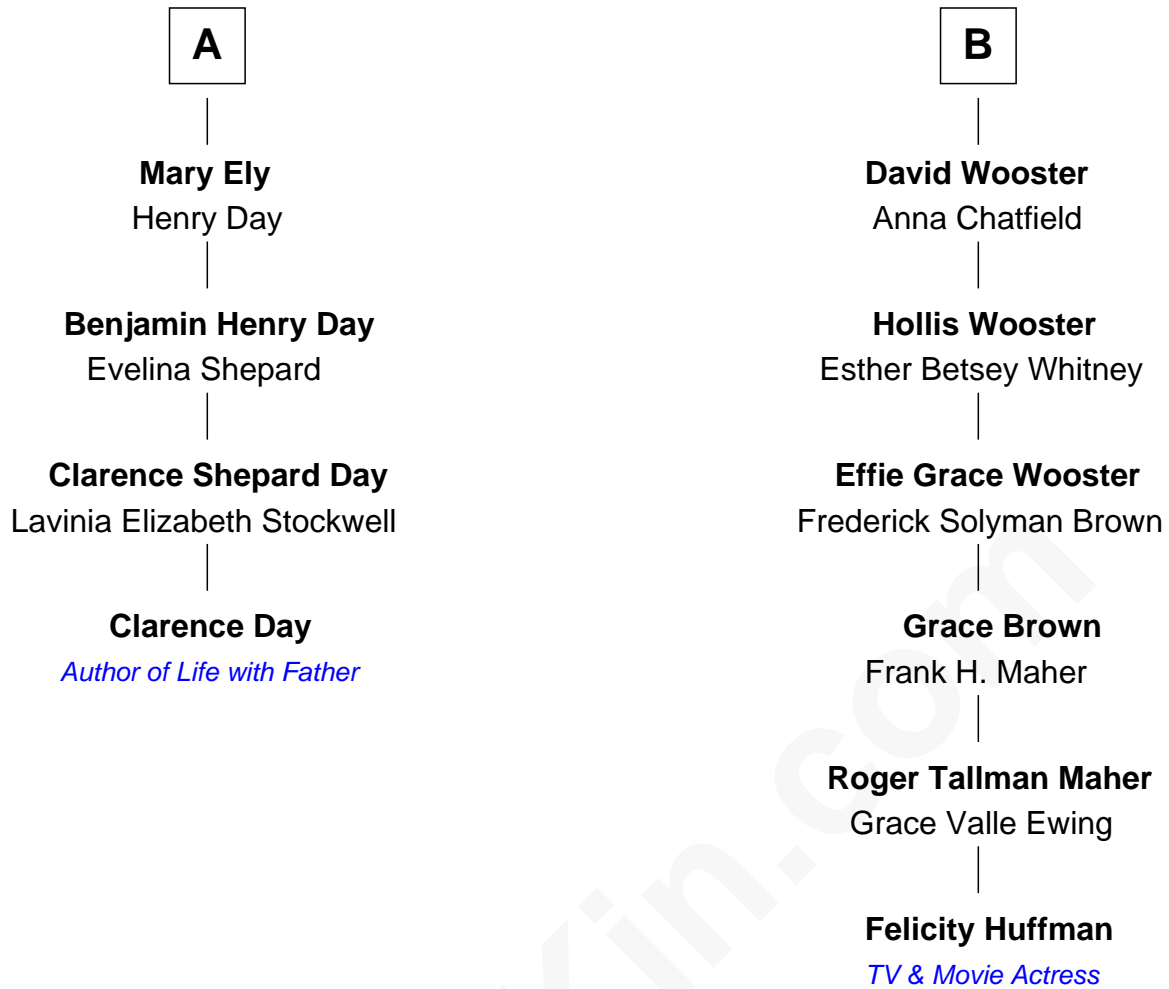 A
Mary Ely
Henry Day
Benjamin Henry Day
Evelina Shepard
Clarence Shepard Day
Lavinia Elizabeth Stockwell
Clarence Day
Author of Life with Father
B
David Wooster
Anna Chatfield
Hollis Wooster
Esther Betsey Whitney
Effie Grace Wooster
Frederick Solyman Brown
Grace Brown
Frank H. Maher
Roger Tallman Maher
Grace Valle Ewing
Felicity Huffman
TV & Movie Actress
Kin.com